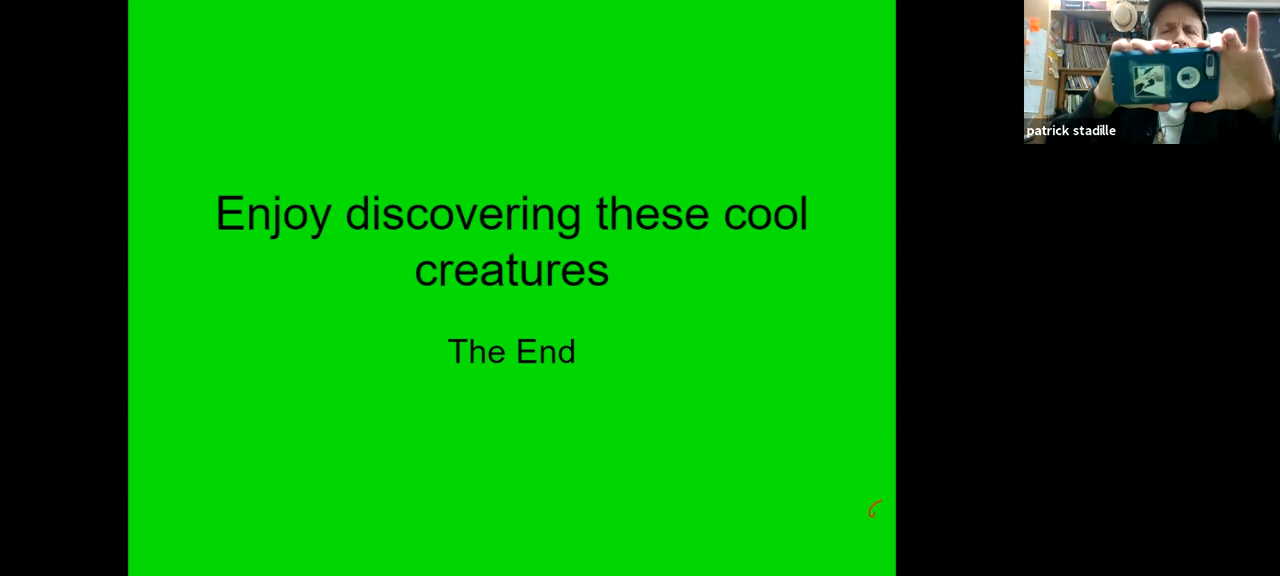 Enjoy discovering these cool
creatures
The End
patrick stadille